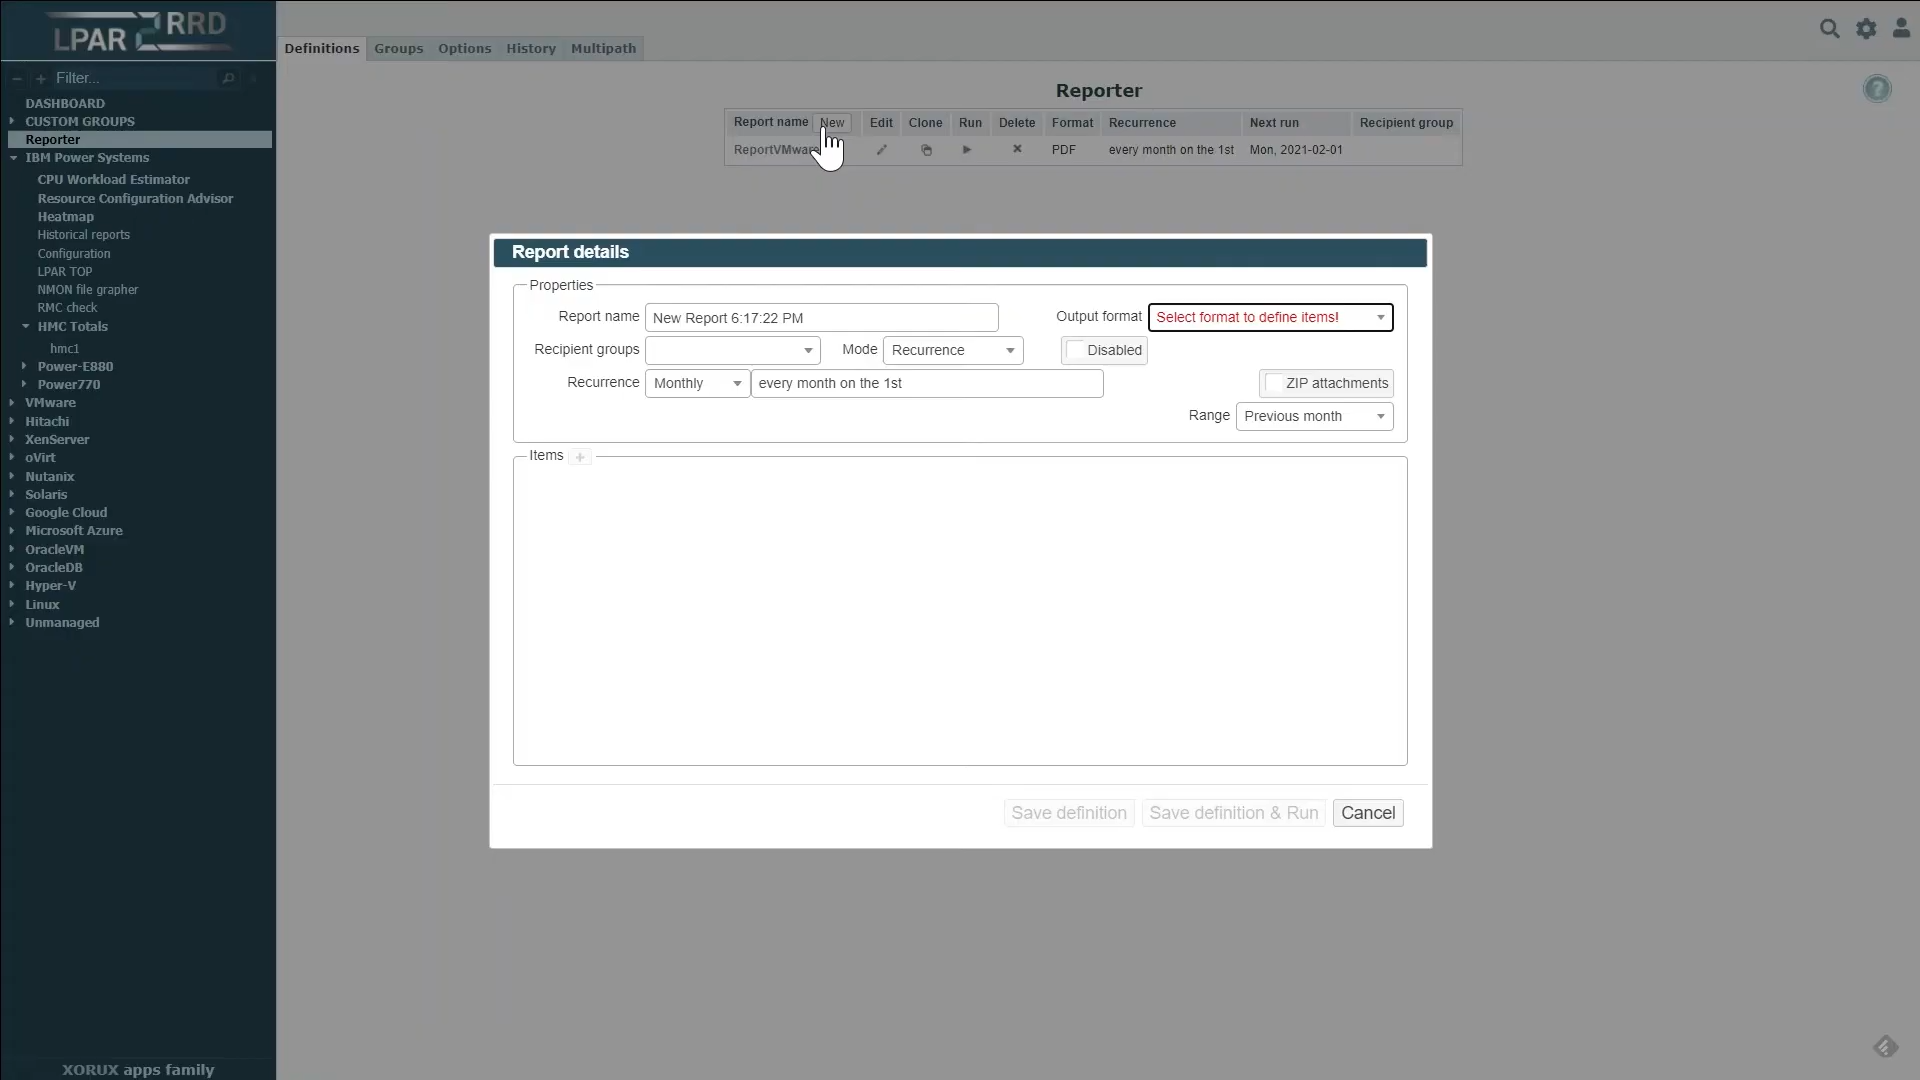 LPAR2RRD
Definitions Groups Options History Multipath
Filter...
DASHBOARD
CUSTOM GROUPS
Reporter
IBM Power Systems
CPU Workload Estimator
Resource Configuration Advisor
Heatmap
Historical reports
Configuration
LPAR TOP
NMON file grapher
RMC check
HMC Totals
hmc1
Power-E880
Power770
VMware
Hitachi
XenServer
oVirt
Nutanix
Solaris
Google Cloud
Microsoft Azure
OracleVM
OracleDB
Hyper-V
Linux
Unmanaged
XORUX apps family
Reporter
?
Report name New Edit Clone Run Delete Format Recurrence Next run Recipient group
ReportVMware PDF every month on the 1st Mon, 2021-02-01
Report details
Properties
Report name New Report 6:17:22 PM Output format Select format to define items!
Recipient groups Mode Recurrence Disabled
Recurrence Monthly every month on the 1st ZIP attachments
Range Previous month
Items +
Save definition Save definition & Run Cancel